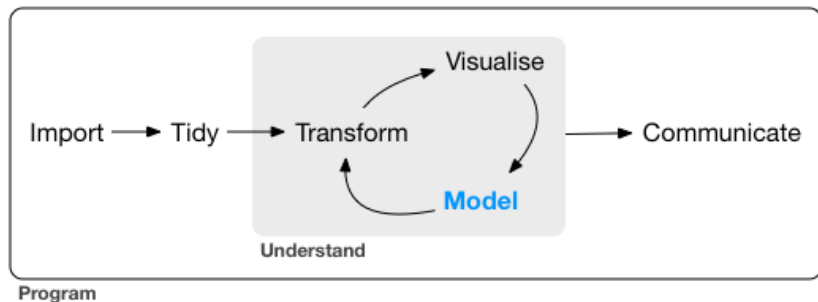 Visualise
Import Tidy Transform Communicate
Model
Understand
Program